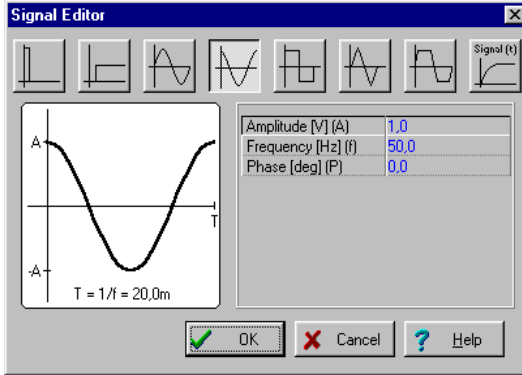 Signal Editor
Signal (t)
A
T
-A
T = 1/f = 20,0m
Amplitude [V] (A) 1,0
Frequency [Hz] (f) 50,0
Phase [deg] (P) 0,0
OK
Cancel
? Help